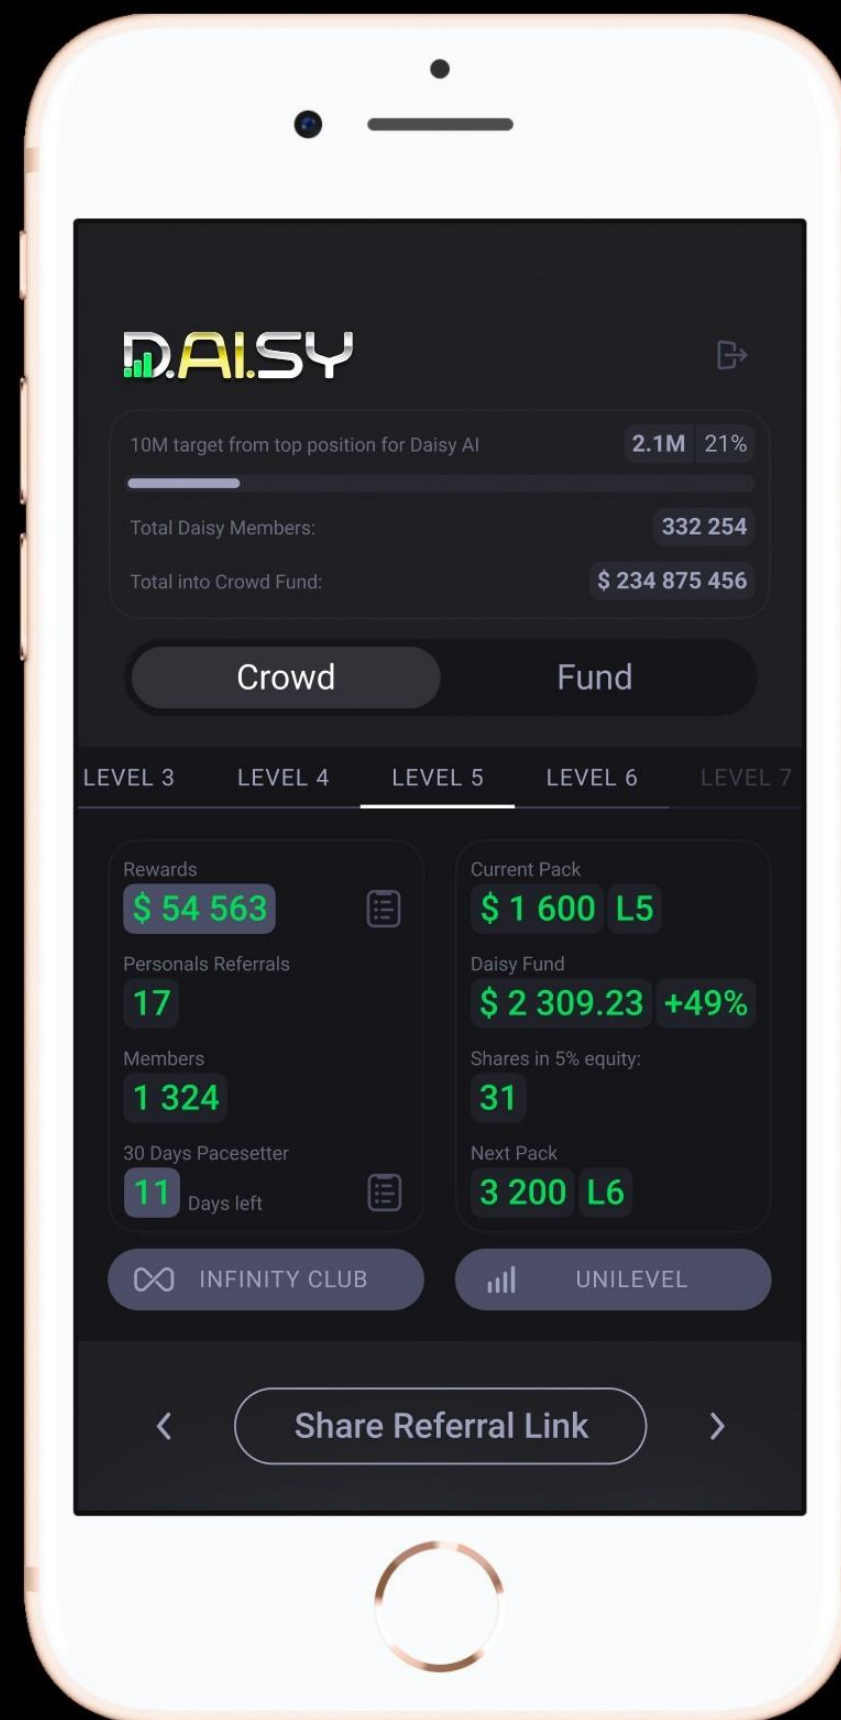 D.AI.SY
10M target from top position for Daisy AI 2.1M 21%
Total Daisy Members: 332 254
Total into Crowd Fund: $ 234 875 456
Crowd Fund
LEVEL 3 LEVEL 4 LEVEL 5 LEVEL 6 LEVEL 7
Rewards
$ 54 563
Personals Referrals
17
Members
1 324
30 Days Pacesetter
11 Days left
Current Pack
$ 1 600 L5
Daisy Fund
$ 2 309.23 +49%
Shares in 5% equity:
31
Next Pack
3 200 L6
INFINITY CLUB
UNILEVEL
Share Referral Link